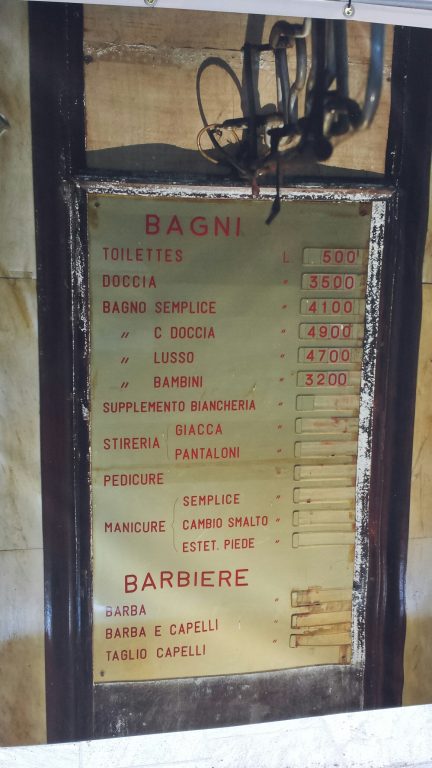 BAGNI
TOILETTES L. 500
DOCCIA " 3500
BAGNO SEMPLICE " 4100
" C DOCCIA " 4900
" LUSSO " 4700
" BAMBINI " 3200
SUPPLEMENTO BIANCHERIA "
STIRERIA
GIACCA "
PANTALONI "
PEDICURE
MANICURE
SEMPLICE "
CAMBIO SMALTO "
ESTET. PIEDE "
BARBIERE
BARBA "
BARBA E CAPELLI "
TAGLIO CAPELLI "